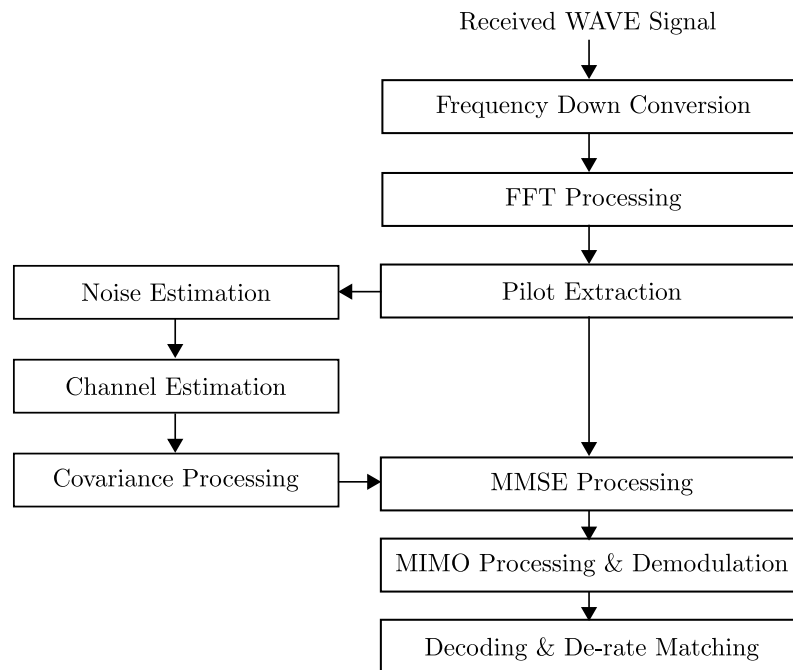 Received WAVE Signal
Frequency Down Conversion
FFT Processing
Pilot Extraction
Noise Estimation
Channel Estimation
Covariance Processing
MMSE Processing
MIMO Processing & Demodulation
Decoding & De-rate Matching